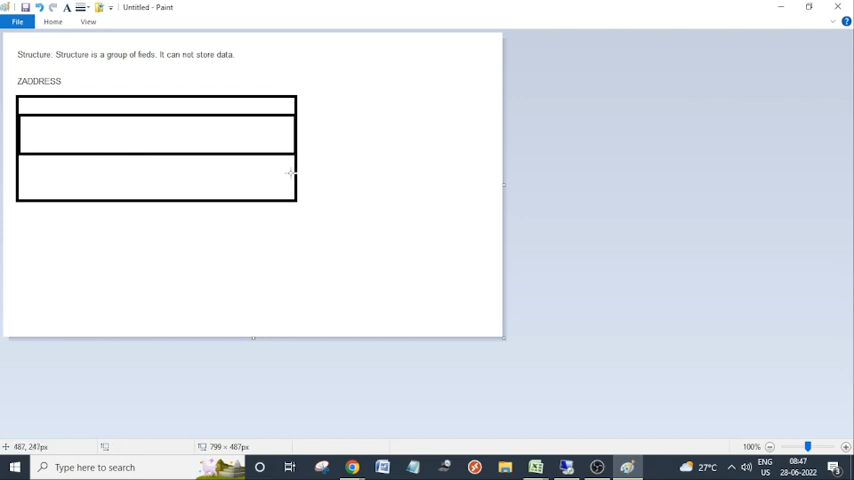 Untitled - Paint
File
Home
View
Structure: Structure is a group of fieds. It can not store data.
ZADDRESS
487, 247px
799 × 487px
100%
Type here to search
27°C
ENG
US
08:47
28-06-2022
3